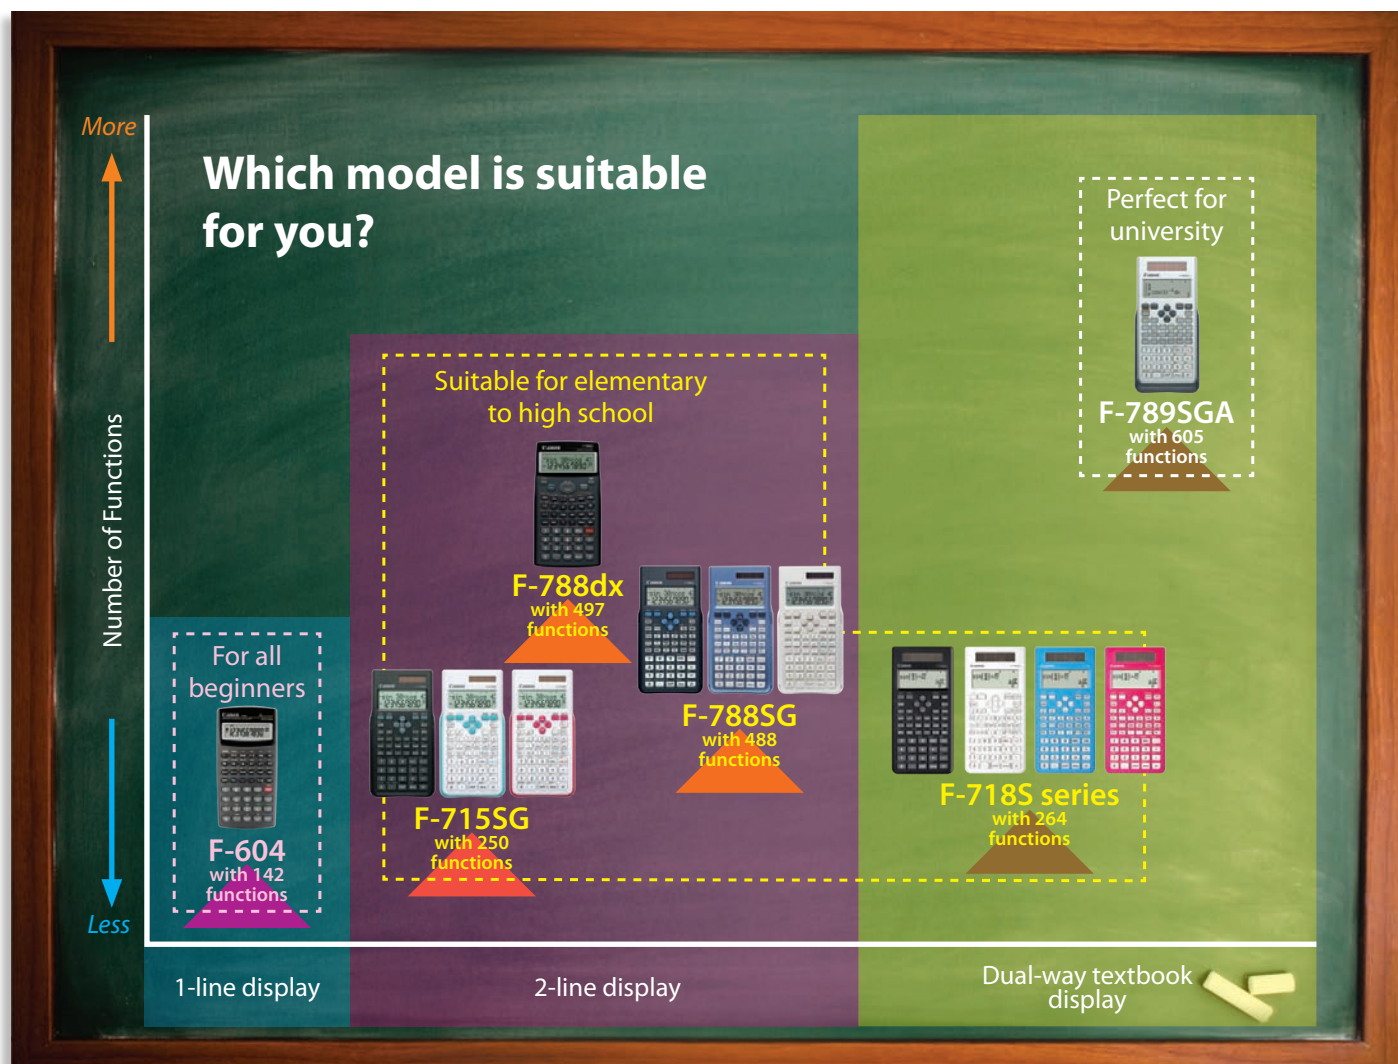 More
Which model is suitable
for you?
Perfect for
university
F-789SGA
with 605
functions
Suitable for elementary
to high school
F-788dx
with 497
functions
Number of Functions
For all
beginners
F-604
with 142
functions
F-715SG
with 250
functions
F-788SG
with 488
functions
F-718S series
with 264
functions
Less
1-line display
2-line display
Dual-way textbook
display